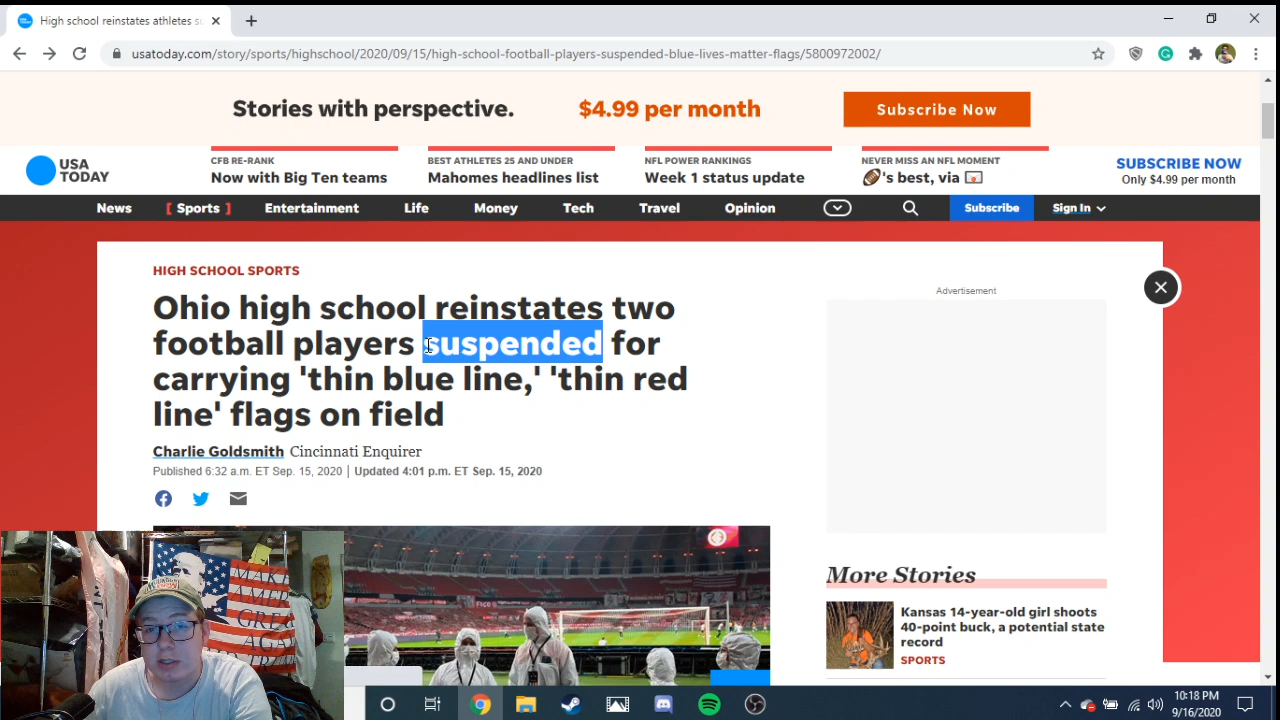 High school reinstates athletes su
usatoday.com/story/sports/highschool/2020/09/15/high-school-football-players-suspended-blue-lives-matter-flags/5800972002/
Stories with perspective.
$4.99 per month
Subscribe Now
USA
TODAY
CFB RE-RANK
Now with Big Ten teams
BEST ATHLETES 25 AND UNDER
Mahomes headlines list
NFL POWER RANKINGS
Week 1 status update
NEVER MISS AN NFL MOMENT
🏈's best, via
SUBSCRIBE NOW
Only $4.99 per month
News
[ Sports ]
Entertainment
Life
Money
Tech
Travel
Opinion
Subscribe
Sign In
HIGH SCHOOL SPORTS
Ohio high school reinstates two
football players suspended for
carrying 'thin blue line,' 'thin red
line' flags on field
Charlie Goldsmith Cincinnati Enquirer
Published 6:32 a.m. ET Sep. 15, 2020 | Updated 4:01 p.m. ET Sep. 15, 2020
Advertisement
More Stories
Kansas 14-year-old girl shoots
40-point buck, a potential state
record
SPORTS
MAKE
AMER
GREA
AGA
10:18 PM
9/16/2020